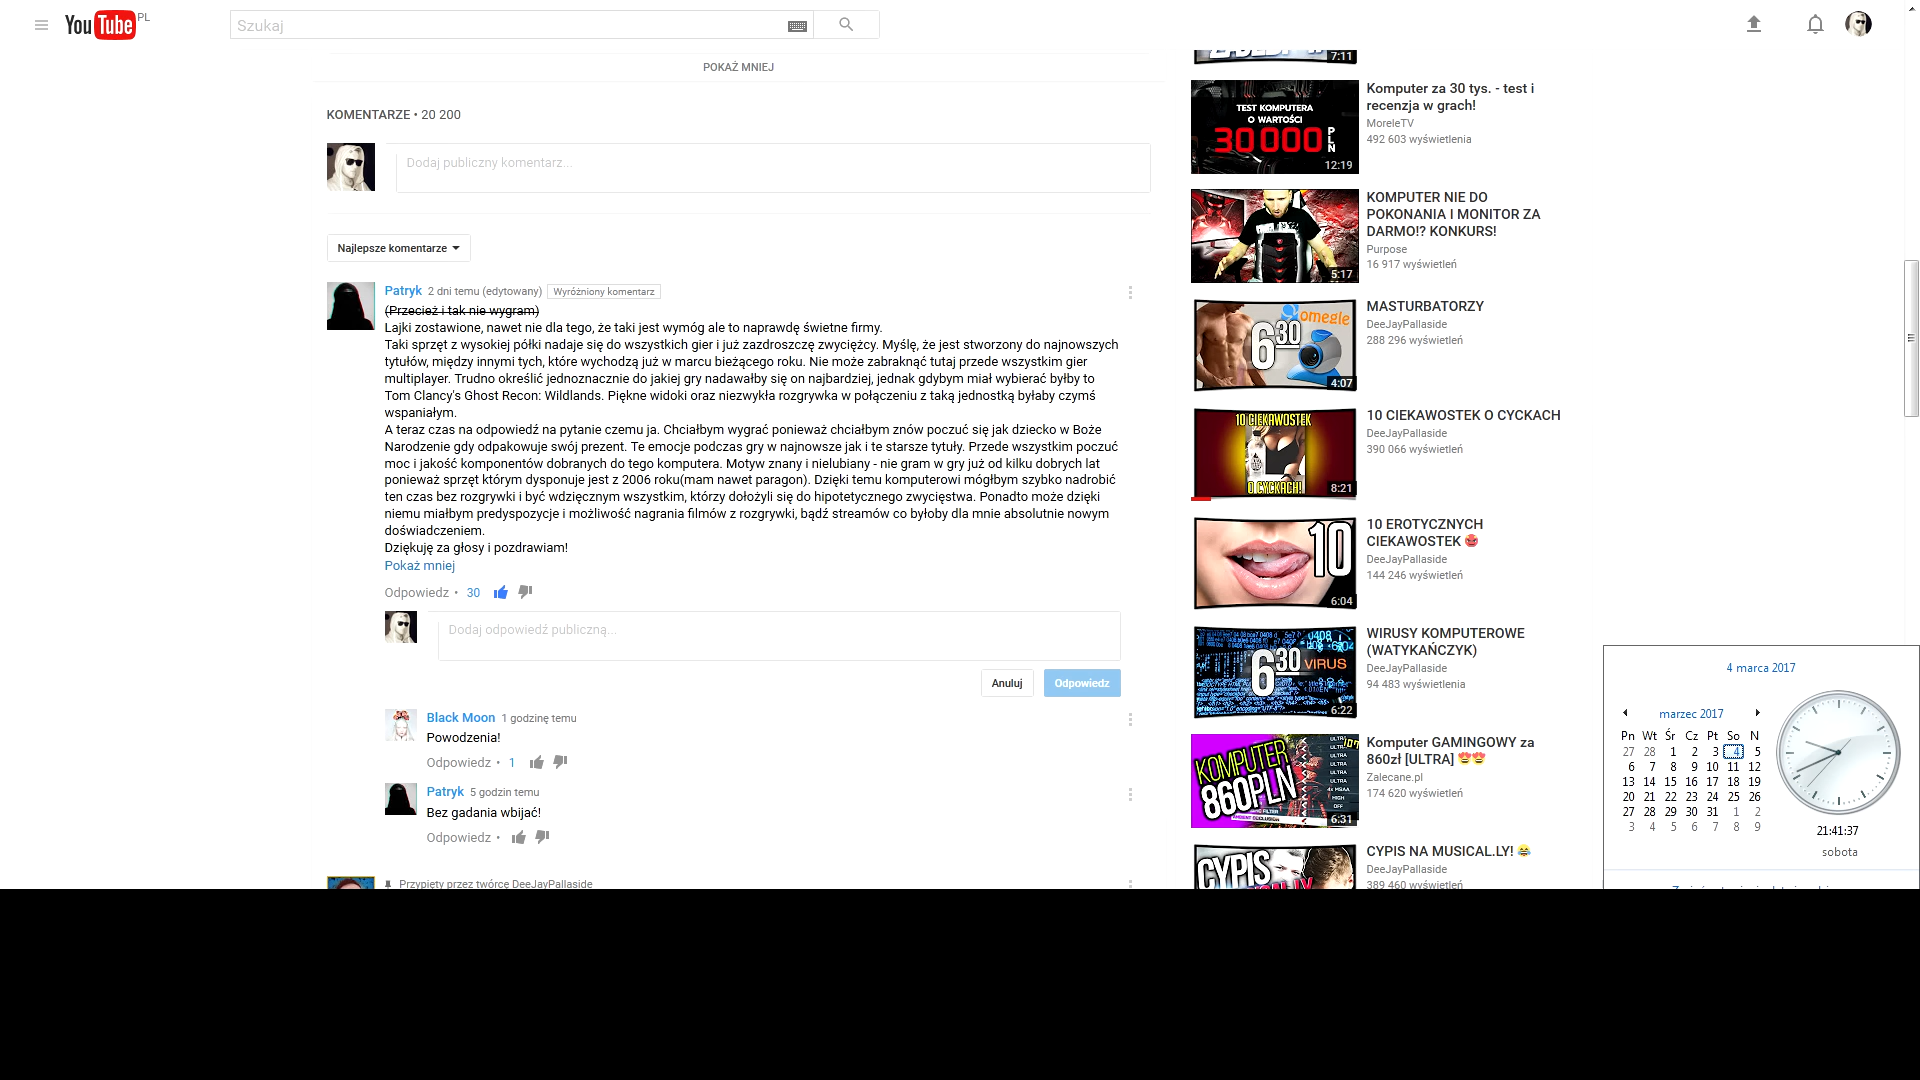 YouTube PL
Szukaj
POKAŻ MNIEJ
KOMENTARZE • 20 200
Dodaj publiczny komentarz...
Najlepsze komentarze
Patryk 2 dni temu (edytowany) Wyróżniony komentarz
(Przecież i tak nie wygram)
Lajki zostawione, nawet nie dla tego, że taki jest wymóg ale to naprawdę świetne firmy.
Taki sprzęt z wysokiej półki nadaje się do wszystkich gier i już zazdroszczę zwycięzcy. Myślę, że jest stworzony do najnowszych
tytułów, między innymi tych, które wychodzą już w marcu bieżącego roku. Nie może zabraknąć tutaj przede wszystkim gier
multiplayer. Trudno określić jednoznacznie do jakiej gry nadawałby się on najbardziej, jednak gdybym miał wybierać byłby to
Tom Clancy's Ghost Recon: Wildlands. Piękne widoki oraz niezwykła rozgrywka w połączeniu z taką jednostką byłaby czymś
wspaniałym.
A teraz czas na odpowiedź na pytanie czemu ja. Chciałbym wygrać ponieważ chciałbym znów poczuć się jak dziecko w Boże
Narodzenie gdy odpakowuje swój prezent. Te emocje podczas gry w najnowsze jak i te starsze tytuły. Przede wszystkim poczuć
moc i jakość komponentów dobranych do tego komputera. Motyw znany i nielubiany - nie gram w gry już od kilku dobrych lat
ponieważ sprzęt którym dysponuje jest z 2006 roku(mam nawet paragon). Dzięki temu komputerowi mógłbym szybko nadrobić
ten czas bez rozgrywki i być wdzięcznym wszystkim, którzy dołożyli się do hipotetycznego zwycięstwa. Ponadto może dzięki
niemu miałbym predyspozycje i możliwość nagrania filmów z rozgrywki, bądź streamów co byłoby dla mnie absolutnie nowym
doświadczeniem.
Dziękuję za głosy i pozdrawiam!
Pokaż mniej
Odpowiedz • 30
Dodaj odpowiedź publiczną...
Anuluj Odpowiedz
Black Moon 1 godzinę temu
Powodzenia!
Odpowiedz • 1
Patryk 5 godzin temu
Bez gadania wbijać!
Odpowiedz •
Przypięty przez twórcę DeeJayPallaside
7:11
TEST KOMPUTERA
O WARTOŚCI
30 000 PLN
12:19
Komputer za 30 tys. - test i
recenzja w grach!
MoreleTV
492 603 wyświetlenia
5:17
KOMPUTER NIE DO
POKONANIA I MONITOR ZA
DARMO!? KONKURS!
Purpose
16 917 wyświetleń
630
omegle
4:07
MASTURBATORZY
DeeJayPallaside
288 296 wyświetleń
10 CIEKAWOSTEK
O CYCKACH!
8:21
10 CIEKAWOSTEK O CYCKACH
DeeJayPallaside
390 066 wyświetleń
10
6:04
10 EROTYCZNYCH
CIEKAWOSTEK 👹
DeeJayPallaside
144 246 wyświetleń
630
VIRUS
6:22
WIRUSY KOMPUTEROWE
(WATYKAŃCZYK)
DeeJayPallaside
94 483 wyświetlenia
KOMPUTER
860PLN
6:31
Komputer GAMINGOWY za
860zł [ULTRA] 😍😍
Zalecane.pl
174 620 wyświetleń
CYPIS
CYPIS NA MUSICAL.LY! 😂
DeeJayPallaside
389 460 wyświetleń
4 marca 2017
marzec 2017
Pn Wt Śr Cz Pt So N
27 28 1 2 3 4 5
6 7 8 9 10 11 12
13 14 15 16 17 18 19
20 21 22 23 24 25 26
27 28 29 30 31 1 2
3 4 5 6 7 8 9
21:41:37
sobota